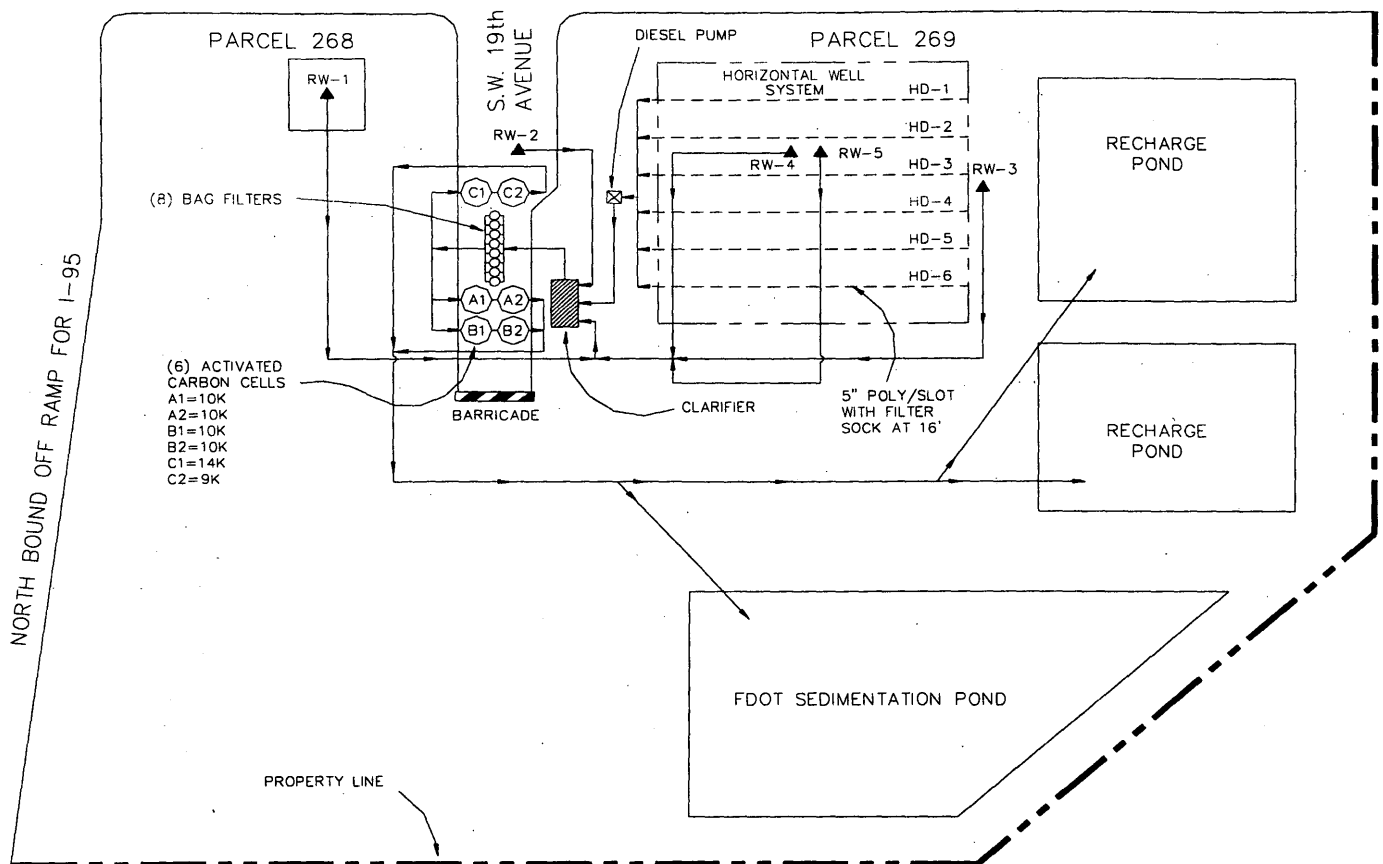 PARCEL 268
S.W. 19th
AVENUE
DIESEL PUMP
PARCEL 269
RW-1
HORIZONTAL WELL
SYSTEM
HD-1
HD-2
RW-2
RW-4
RW-5
HD-3
RW-3
RECHARGE
POND
C1
C2
(8) BAG FILTERS
HD-4
HD-5
HD-6
A1
A2
B1
B2
NORTH BOUND OFF RAMP FOR I-95
(6) ACTIVATED
CARBON CELLS
A1=10K
A2=10K
B1=10K
B2=10K
C1=14K
C2=9K
BARRICADE
CLARIFIER
5" POLY/SLOT
WITH FILTER
SOCK AT 16'
RECHARGE
POND
FDOT SEDIMENTATION POND
PROPERTY LINE